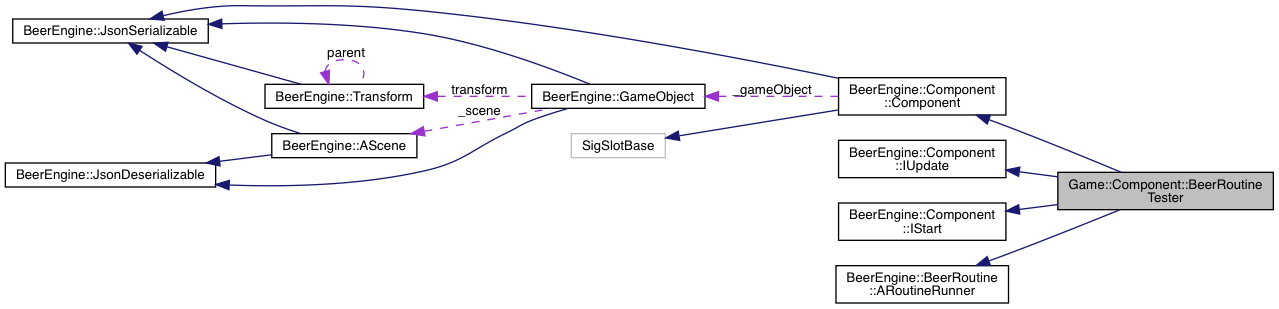 BeerEngine::JsonSerializable
parent
BeerEngine::Transform
transform
BeerEngine::GameObject
_gameObject
BeerEngine::Component
::Component
_scene
BeerEngine::AScene
SigSlotBase
BeerEngine::JsonDeserializable
BeerEngine::Component
::IUpdate
Game::Component::BeerRoutine
Tester
BeerEngine::Component
::IStart
BeerEngine::BeerRoutine
::ARoutineRunner